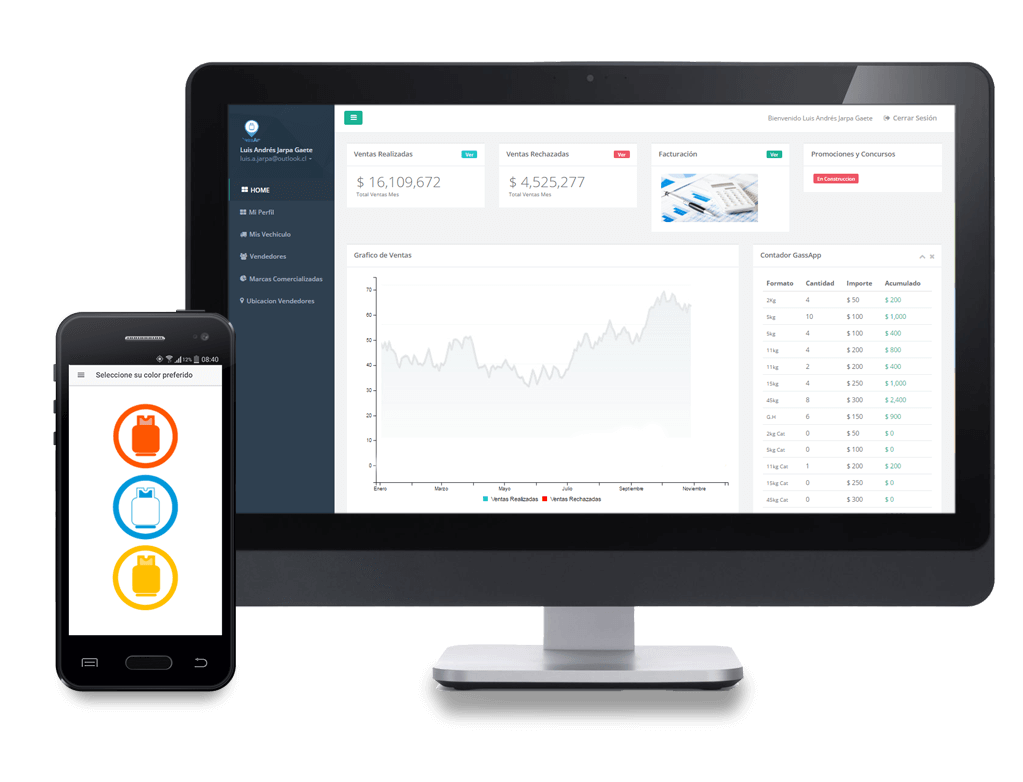 Luis Andrés Jarpa Gaete
luis.a.jarpa@outlook.cl
HOME
Mi Perfil
Mis Vechiculo
Vendedores
Marcas Comercializadas
Ubicacion Vendedores
Bienvenido Luis Andrés Jarpa Gaete
Cerrar Sesión
Ventas Realizadas
Ver
$ 16,109,672
Total Ventas Mes
Ventas Rechazadas
Ver
$ 4,525,277
Total Ventas Mes
Facturación
Ver
Promociones y Concursos
En Construccion
Grafico de Ventas
70
60
50
40
30
20
10
0
Enero Marzo Mayo Julio Septiembre Noviembre
Ventas Realizadas Ventas Rechazadas
Contador GassApp
Formato Cantidad Importe Acumulado
2Kg 4 $ 50 $ 200
5kg 10 $ 100 $ 1,000
5kg 4 $ 100 $ 400
11kg 4 $ 200 $ 800
11kg 2 $ 200 $ 400
15kg 4 $ 250 $ 1,000
45kg 8 $ 300 $ 2,400
G.H 6 $ 150 $ 900
2kg Cat 0 $ 50 $ 0
5kg Cat 0 $ 100 $ 0
11kg Cat 1 $ 200 $ 200
15kg Cat 0 $ 250 $ 0
45kg Cat 0 $ 300 $ 0
12% 08:40
Seleccione su color preferido